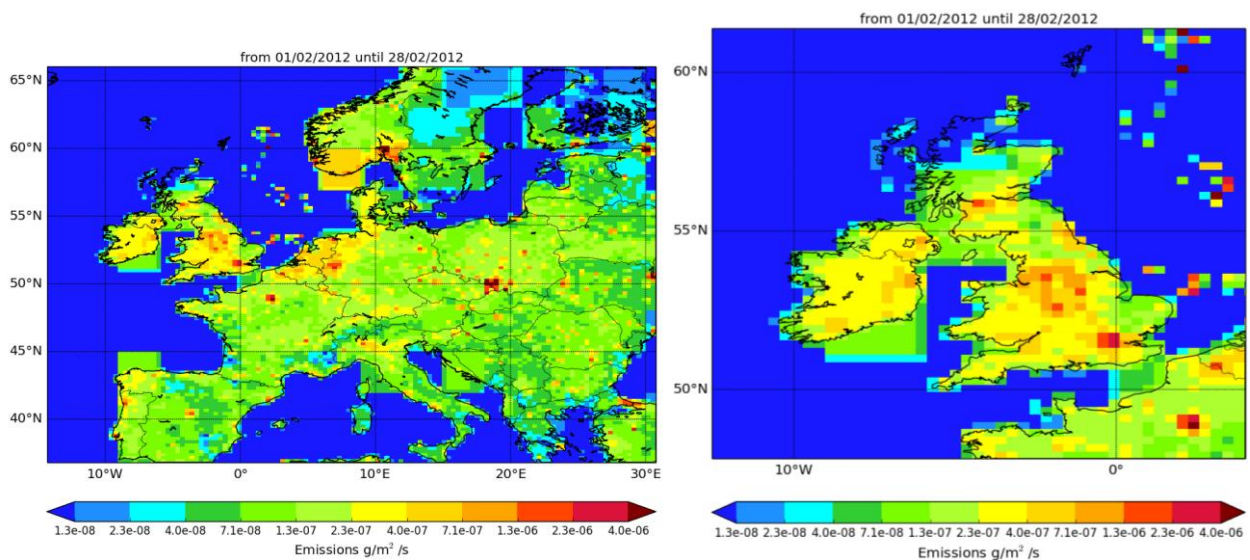 from 01/02/2012 until 28/02/2012
65°N
60°N
55°N
50°N
45°N
40°N
10°W 0° 10°E 20°E 30°E
1.3e-08 2.3e-08 4.0e-08 7.1e-08 1.3e-07 2.3e-07 4.0e-07 7.1e-07 1.3e-06 2.3e-06 4.0e-06
Emissions g/m² /s
from 01/02/2012 until 28/02/2012
60°N
55°N
50°N
10°W 0°
1.3e-08 2.3e-08 4.0e-08 7.1e-08 1.3e-07 2.3e-07 4.0e-07 7.1e-07 1.3e-06 2.3e-06 4.0e-06
Emissions g/m² /s